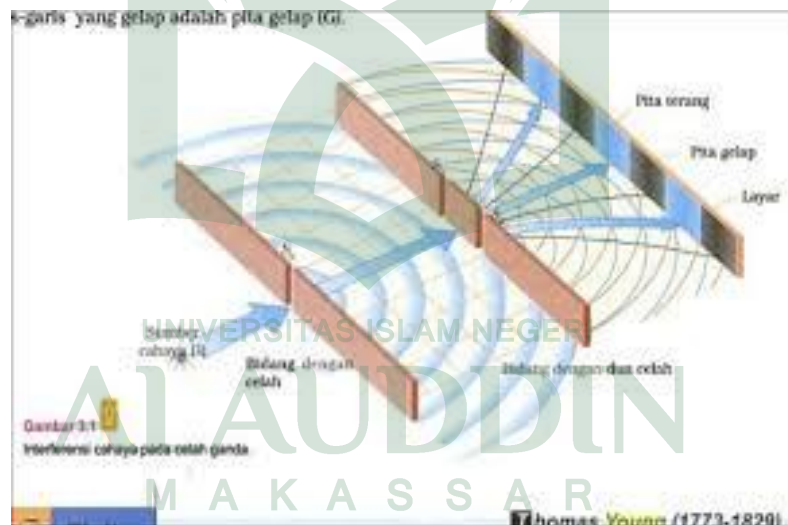 s-garis yang gelap adalah pita gelap (G).
Pita terang
Pita gelap
Layar
Sumber
cahaya
Bidang dengan
celah
Bidang dengan dua celah
Gambar 3.1
Interferensi cahaya pada celah ganda
UNIVERSITAS ISLAM NEGERI
ALAUDDIN
MAKASSAR
Thomas Young (1773-1829)